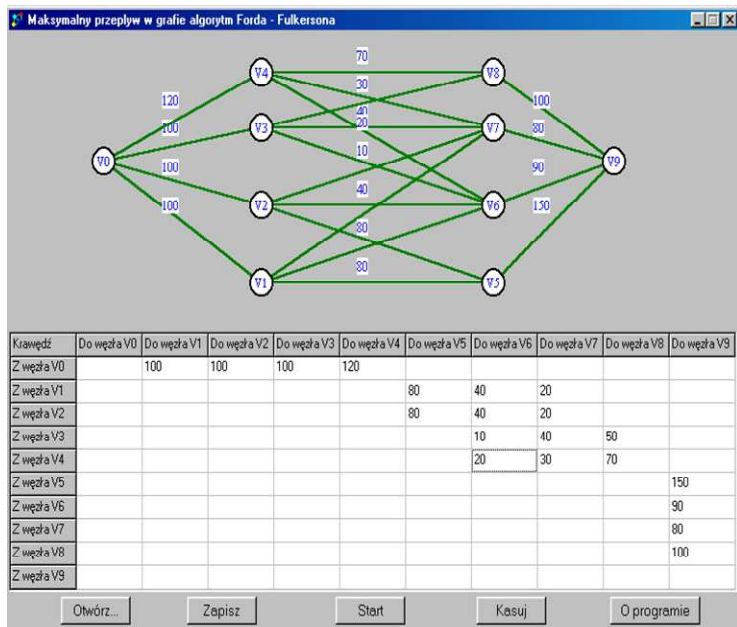 Maksymalny przepływ w grafie algorytm Forda - Fulkersona
70
V4 V8
30
120 100
40
100 V3 20 V7 80
10
V0 V9
100 90
40
100 V2 V6 150
80
80
V1 V5
Krawędź Do węzła V0 Do węzła V1 Do węzła V2 Do węzła V3 Do węzła V4 Do węzła V5 Do węzła V6 Do węzła V7 Do węzła V8 Do węzła V9
Z węzła V0 100 100 100 120
Z węzła V1 80 40 20
Z węzła V2 80 40 20
Z węzła V3 10 40 50
Z węzła V4 20 30 70
Z węzła V5 150
Z węzła V6 90
Z węzła V7 80
Z węzła V8 100
Z węzła V9
Otwórz... Zapisz Start Kasuj O programie